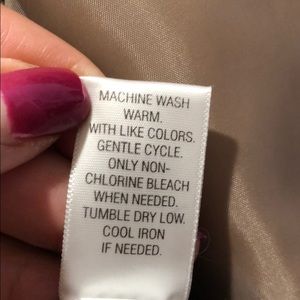 MACHINE WASH
WARM.
WITH LIKE COLORS.
GENTLE CYCLE.
ONLY NON-
CHLORINE BLEACH
WHEN NEEDED.
TUMBLE DRY LOW.
COOL IRON
IF NEEDED.